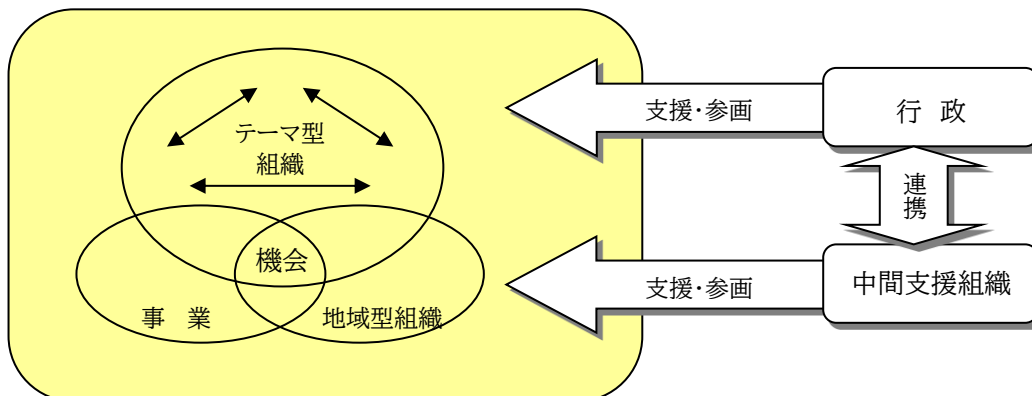 テーマ型
組織
機会
事　業
地域型組織
支援・参画
行　政
連携
支援・参画
中間支援組織